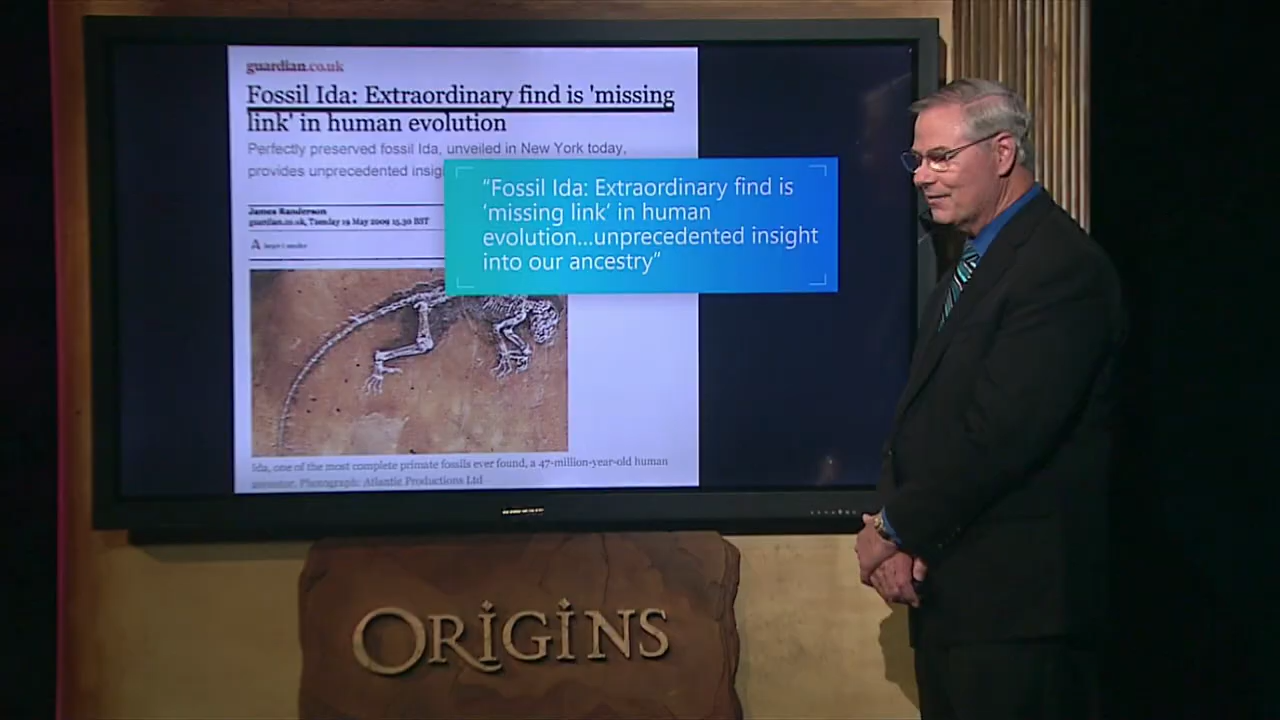 guardian.co.uk
Fossil Ida: Extraordinary find is 'missing
link' in human evolution
Perfectly preserved fossil Ida, unveiled in New York today,
provides unprecedented insig
James Randerson
guardian.co.uk, Tuesday 19 May 2009 15.30 BST
A
"Fossil Ida: Extraordinary find is
'missing link' in human
evolution...unprecedented insight
into our ancestry"
Ida, one of the most complete primate fossils ever found, a 47-million-year-old human
ancestor. Photograph: Atlantic Productions Ltd
ORIGINS